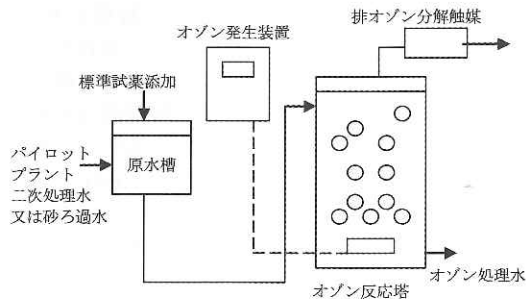 排オゾン分解触媒
オゾン発生装置
標準試薬添加
パイロット
プラント
二次処理水
又は砂ろ過水
原水槽
オゾン処理水
オゾン反応塔